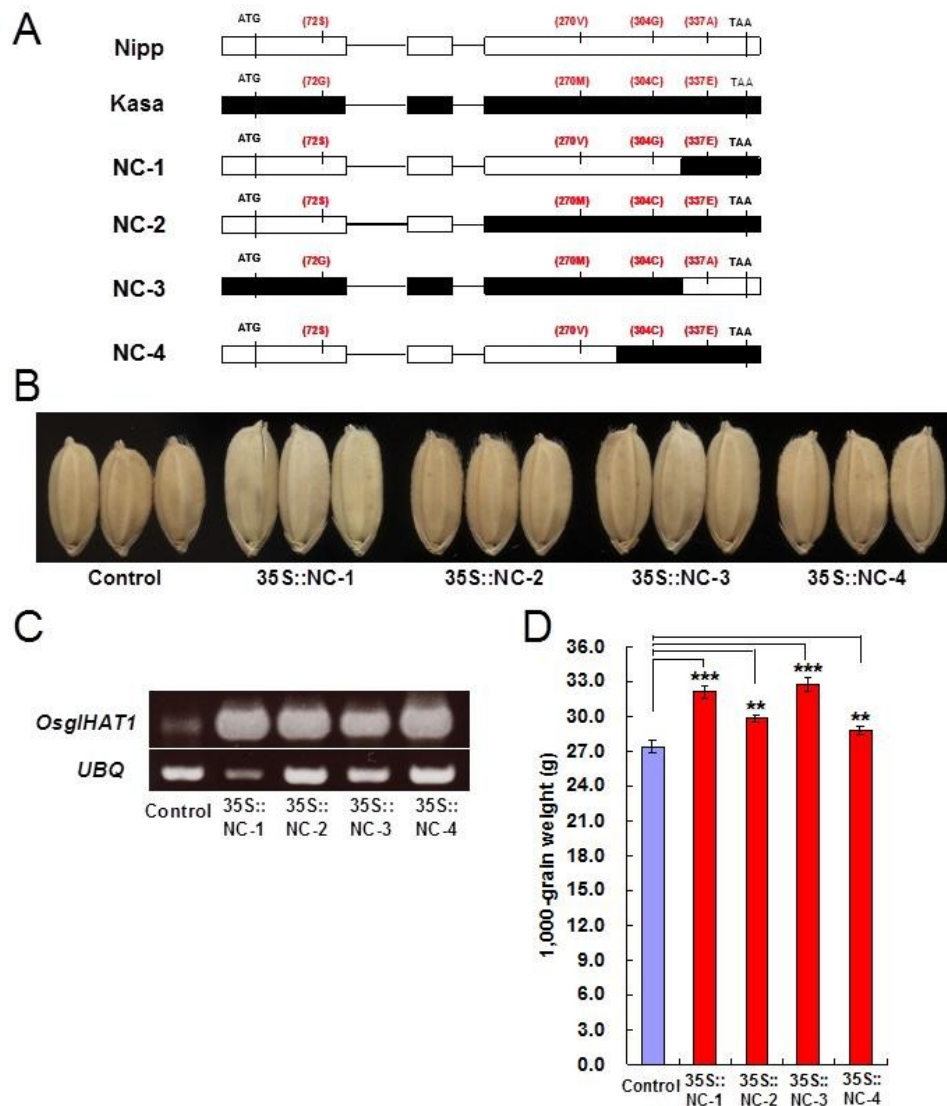 A
Nipp
ATG (72S) (270V) (304G) (337A) TAA
Kasa
ATG (72G) (270M) (304C) (337E) TAA
NC-1
ATG (72S) (270V) (304G) (337E) TAA
NC-2
ATG (72S) (270M) (304C) (337E) TAA
NC-3
ATG (72G) (270M) (304C) (337A) TAA
NC-4
ATG (72S) (270V) (304C) (337E) TAA
B
Control 35S::NC-1 35S::NC-2 35S::NC-3 35S::NC-4
C
OsglHAT1
UBQ
Control 35S:: 35S:: 35S:: 35S::
NC-1 NC-2 NC-3 NC-4
D
1,000-grain weight (g)
36.0
33.0
30.0
27.0
24.0
21.0
18.0
15.0
12.0
9.0
6.0
3.0
0.0
*** ** *** **
Control 35S:: 35S:: 35S:: 35S::
NC-1 NC-2 NC-3 NC-4